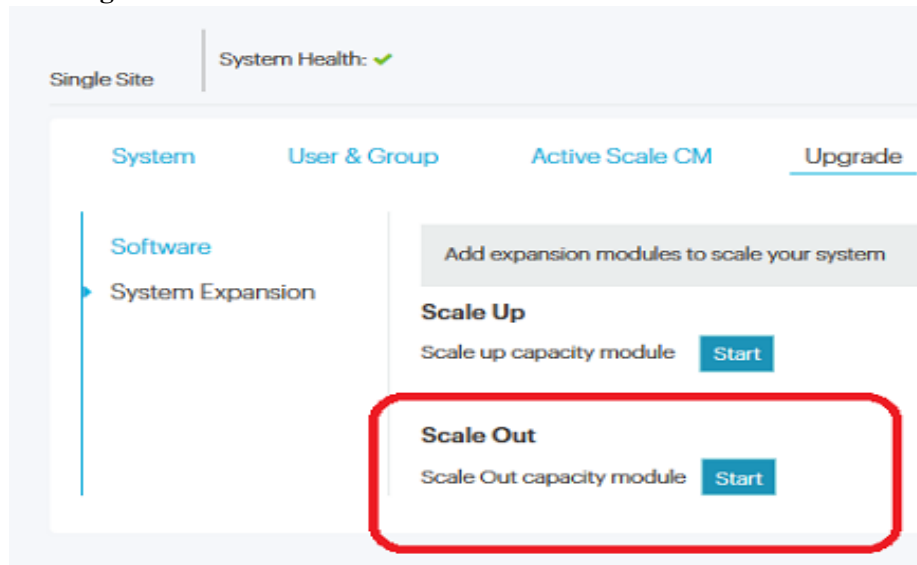 System Health:
Single Site
System User & Group Active Scale CM Upgrade
Software
Add expansion modules to scale your system
System Expansion
Scale Up
Scale up capacity module Start
Scale Out
Scale Out capacity module Start